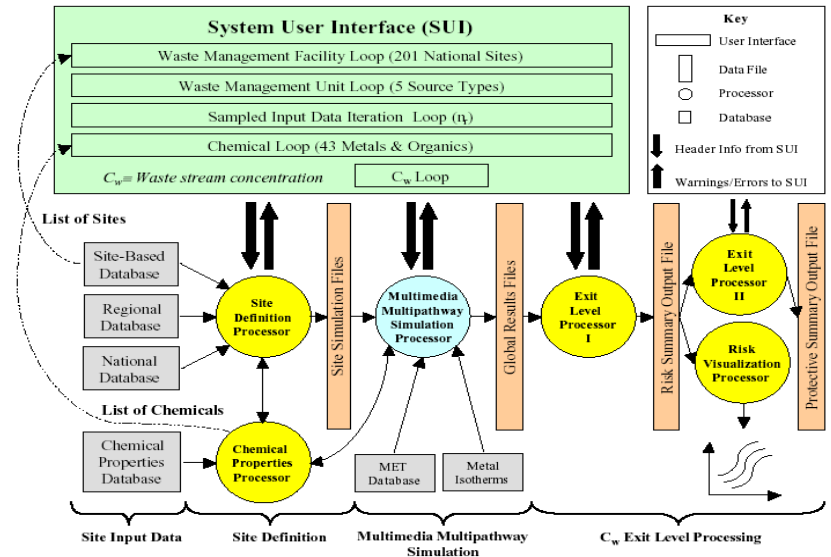 System User Interface (SUI)
Waste Management Facility Loop (201 National Sites)
Waste Management Unit Loop (5 Source Types)
Sampled Input Data Iteration Loop (nr)
Chemical Loop (43 Metals & Organics)
Cw= Waste stream concentration
Cw Loop
Key
User Interface
Data File
Processor
Database
Header Info from SUI
Warnings/Errors to SUI
List of Sites
Site-Based
Database
Regional
Database
National
Database
List of Chemicals
Chemical
Properties
Database
Site
Definition
Processor
Chemical
Properties
Processor
Site Simulation Files
Multimedia
Multipathway
Simulation
Processor
MET
Database
Metal
Isotherms
Global Results Files
Exit
Level
Processor
I
Risk Summary Output File
Exit
Level
Processor
II
Risk
Visualization
Processor
Protective Summary Output File
Site Input Data
Site Definition
Multimedia Multipathway
Simulation
Cw Exit Level Processing